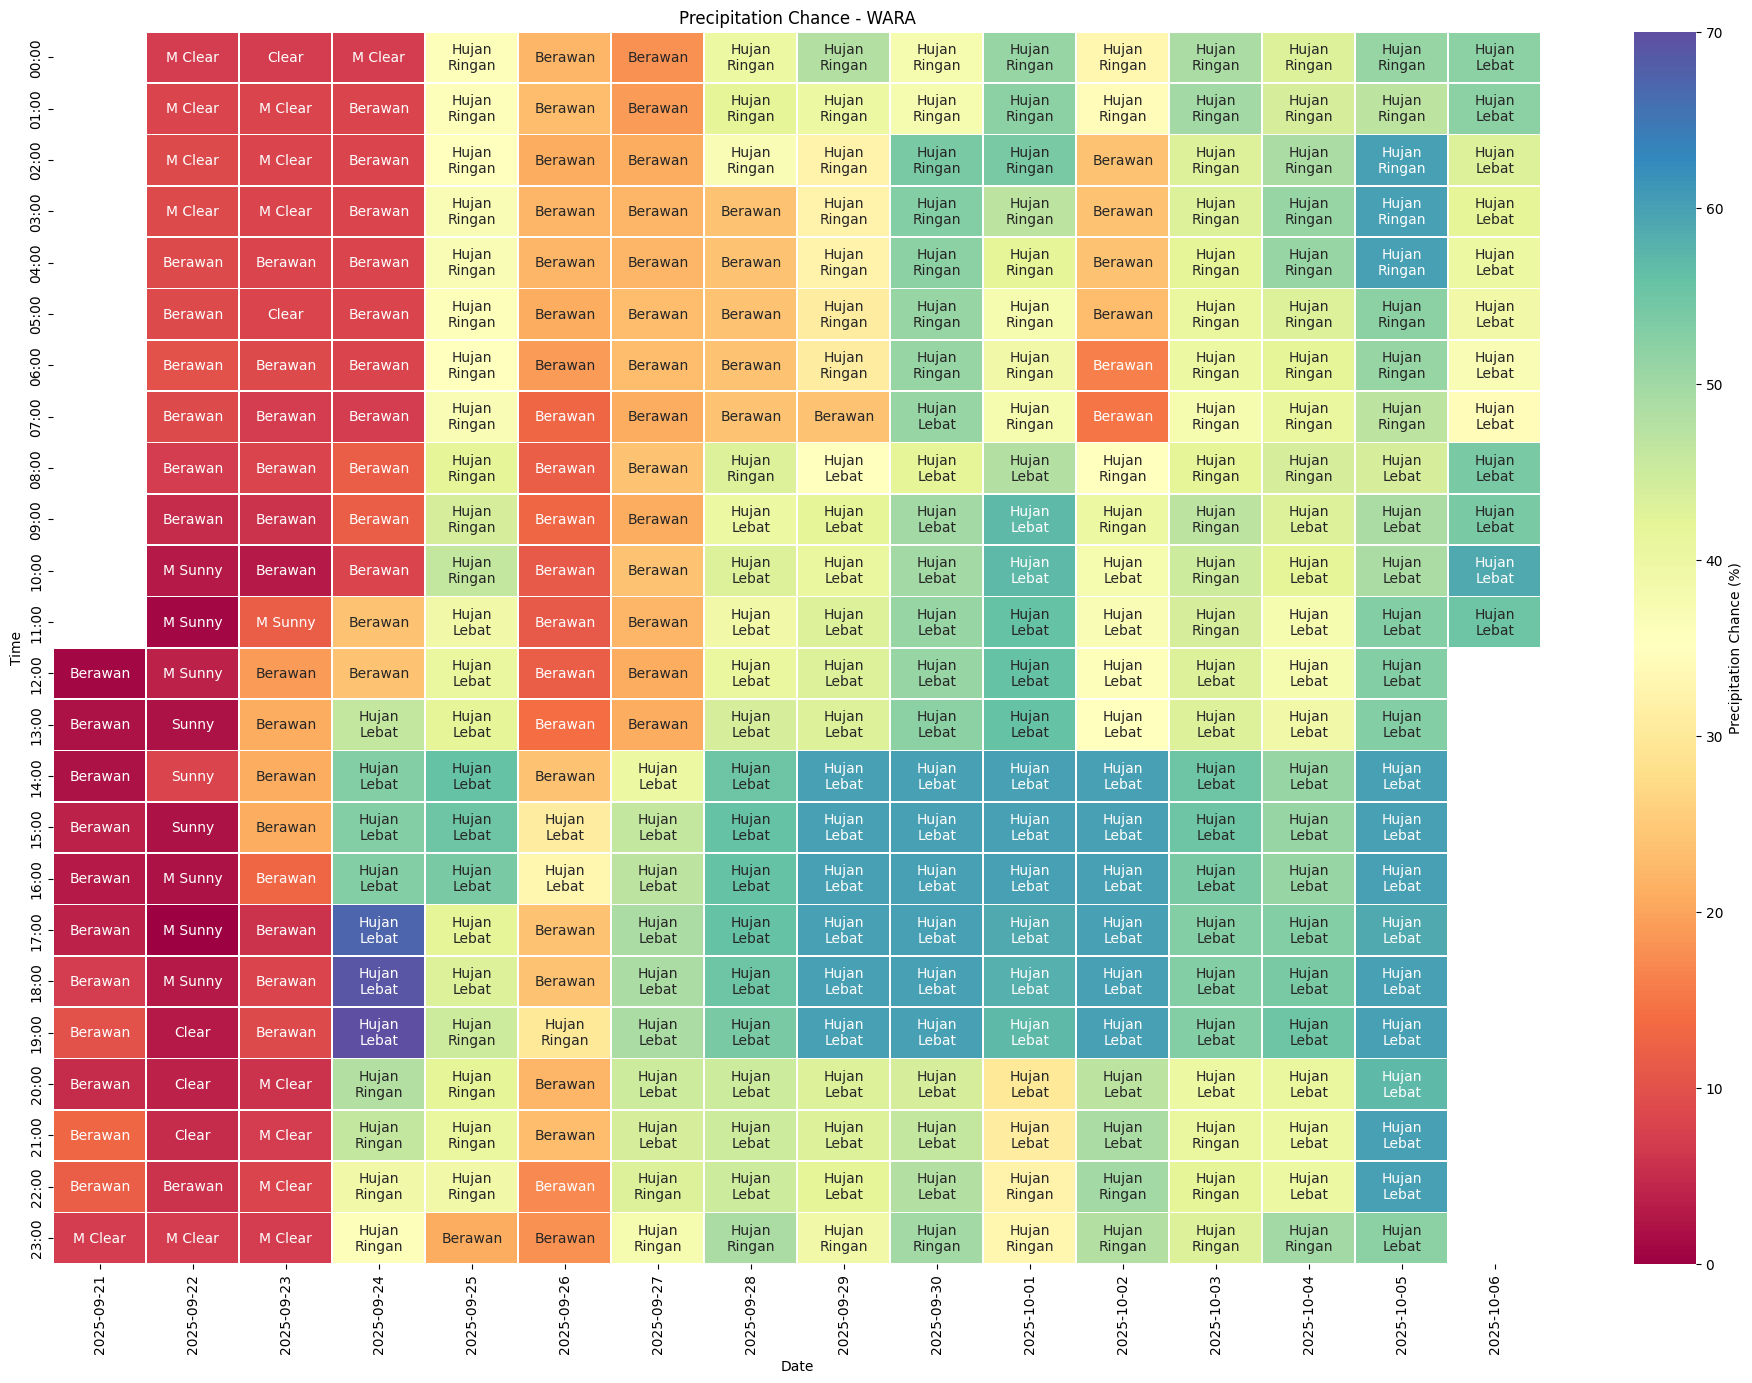 Precipitation Chance - WARA
00:00 M Clear Clear M Clear Hujan Ringan Berawan Berawan Hujan Ringan Hujan Ringan Hujan Ringan Hujan Ringan Hujan Ringan Hujan Ringan Hujan Ringan Hujan Ringan Hujan Lebat
01:00 M Clear M Clear Berawan Hujan Ringan Berawan Berawan Hujan Ringan Hujan Ringan Hujan Ringan Hujan Ringan Hujan Ringan Hujan Ringan Hujan Ringan Hujan Ringan Hujan Lebat
02:00 M Clear M Clear Berawan Hujan Ringan Berawan Berawan Hujan Ringan Hujan Ringan Hujan Ringan Hujan Ringan Berawan Hujan Ringan Hujan Ringan Hujan Ringan Hujan Lebat
03:00 M Clear M Clear Berawan Hujan Ringan Berawan Berawan Berawan Hujan Ringan Hujan Ringan Hujan Ringan Berawan Hujan Ringan Hujan Ringan Hujan Ringan Hujan Lebat
04:00 Berawan Berawan Berawan Hujan Ringan Berawan Berawan Berawan Hujan Ringan Hujan Ringan Hujan Ringan Berawan Hujan Ringan Hujan Ringan Hujan Ringan Hujan Lebat
05:00 Berawan Clear Berawan Hujan Ringan Berawan Berawan Berawan Hujan Ringan Hujan Ringan Hujan Ringan Berawan Hujan Ringan Hujan Ringan Hujan Ringan Hujan Lebat
06:00 Berawan Berawan Berawan Hujan Ringan Berawan Berawan Berawan Hujan Ringan Hujan Ringan Hujan Ringan Berawan Hujan Ringan Hujan Ringan Hujan Ringan Hujan Lebat
07:00 Berawan Berawan Berawan Hujan Ringan Berawan Berawan Berawan Berawan Hujan Lebat Hujan Ringan Berawan Hujan Ringan Hujan Ringan Hujan Ringan Hujan Lebat
08:00 Berawan Berawan Berawan Hujan Ringan Berawan Berawan Hujan Ringan Hujan Lebat Hujan Lebat Hujan Lebat Hujan Ringan Hujan Ringan Hujan Ringan Hujan Lebat Hujan Lebat
09:00 Berawan Berawan Berawan Hujan Ringan Berawan Berawan Hujan Lebat Hujan Lebat Hujan Lebat Hujan Lebat Hujan Ringan Hujan Ringan Hujan Lebat Hujan Lebat Hujan Lebat
10:00 M Sunny Berawan Berawan Hujan Ringan Berawan Berawan Hujan Lebat Hujan Lebat Hujan Lebat Hujan Lebat Hujan Lebat Hujan Ringan Hujan Lebat Hujan Lebat Hujan Lebat
11:00 M Sunny M Sunny Berawan Hujan Lebat Berawan Berawan Hujan Lebat Hujan Lebat Hujan Lebat Hujan Lebat Hujan Lebat Hujan Ringan Hujan Lebat Hujan Lebat Hujan Lebat
12:00 Berawan M Sunny Berawan Berawan Hujan Lebat Berawan Berawan Hujan Lebat Hujan Lebat Hujan Lebat Hujan Lebat Hujan Lebat Hujan Lebat Hujan Lebat Hujan Lebat
13:00 Berawan Sunny Berawan Hujan Lebat Hujan Lebat Berawan Berawan Hujan Lebat Hujan Lebat Hujan Lebat Hujan Lebat Hujan Lebat Hujan Lebat Hujan Lebat Hujan Lebat
14:00 Berawan Sunny Berawan Hujan Lebat Hujan Lebat Berawan Hujan Lebat Hujan Lebat Hujan Lebat Hujan Lebat Hujan Lebat Hujan Lebat Hujan Lebat Hujan Lebat Hujan Lebat
15:00 Berawan Sunny Berawan Hujan Lebat Hujan Lebat Hujan Lebat Hujan Lebat Hujan Lebat Hujan Lebat Hujan Lebat Hujan Lebat Hujan Lebat Hujan Lebat Hujan Lebat Hujan Lebat
16:00 Berawan M Sunny Berawan Hujan Lebat Hujan Lebat Hujan Lebat Hujan Lebat Hujan Lebat Hujan Lebat Hujan Lebat Hujan Lebat Hujan Lebat Hujan Lebat Hujan Lebat Hujan Lebat
17:00 Berawan M Sunny Berawan Hujan Lebat Hujan Lebat Berawan Hujan Lebat Hujan Lebat Hujan Lebat Hujan Lebat Hujan Lebat Hujan Lebat Hujan Lebat Hujan Lebat Hujan Lebat
18:00 Berawan M Sunny Berawan Hujan Lebat Hujan Lebat Berawan Hujan Lebat Hujan Lebat Hujan Lebat Hujan Lebat Hujan Lebat Hujan Lebat Hujan Lebat Hujan Lebat Hujan Lebat
19:00 Berawan Clear Berawan Hujan Lebat Hujan Ringan Hujan Ringan Hujan Lebat Hujan Lebat Hujan Lebat Hujan Lebat Hujan Lebat Hujan Lebat Hujan Lebat Hujan Lebat Hujan Lebat
20:00 Berawan Clear M Clear Hujan Ringan Hujan Ringan Berawan Hujan Lebat Hujan Lebat Hujan Lebat Hujan Lebat Hujan Lebat Hujan Lebat Hujan Lebat Hujan Lebat Hujan Lebat
21:00 Berawan Clear M Clear Hujan Ringan Hujan Ringan Berawan Hujan Lebat Hujan Lebat Hujan Lebat Hujan Lebat Hujan Lebat Hujan Lebat Hujan Ringan Hujan Lebat Hujan Lebat
22:00 Berawan Berawan M Clear Hujan Ringan Hujan Ringan Berawan Hujan Ringan Hujan Lebat Hujan Lebat Hujan Lebat Hujan Ringan Hujan Ringan Hujan Ringan Hujan Lebat Hujan Lebat
23:00 M Clear M Clear M Clear Hujan Ringan Berawan Berawan Hujan Ringan Hujan Ringan Hujan Ringan Hujan Ringan Hujan Ringan Hujan Ringan Hujan Ringan Hujan Ringan Hujan Lebat
Time
2025-09-21 2025-09-22 2025-09-23 2025-09-24 2025-09-25 2025-09-26 2025-09-27 2025-09-28 2025-09-29 2025-09-30 2025-10-01 2025-10-02 2025-10-03 2025-10-04 2025-10-05 2025-10-06
Date
70
60
50
40
30
20
10
0
Precipitation Chance (%)